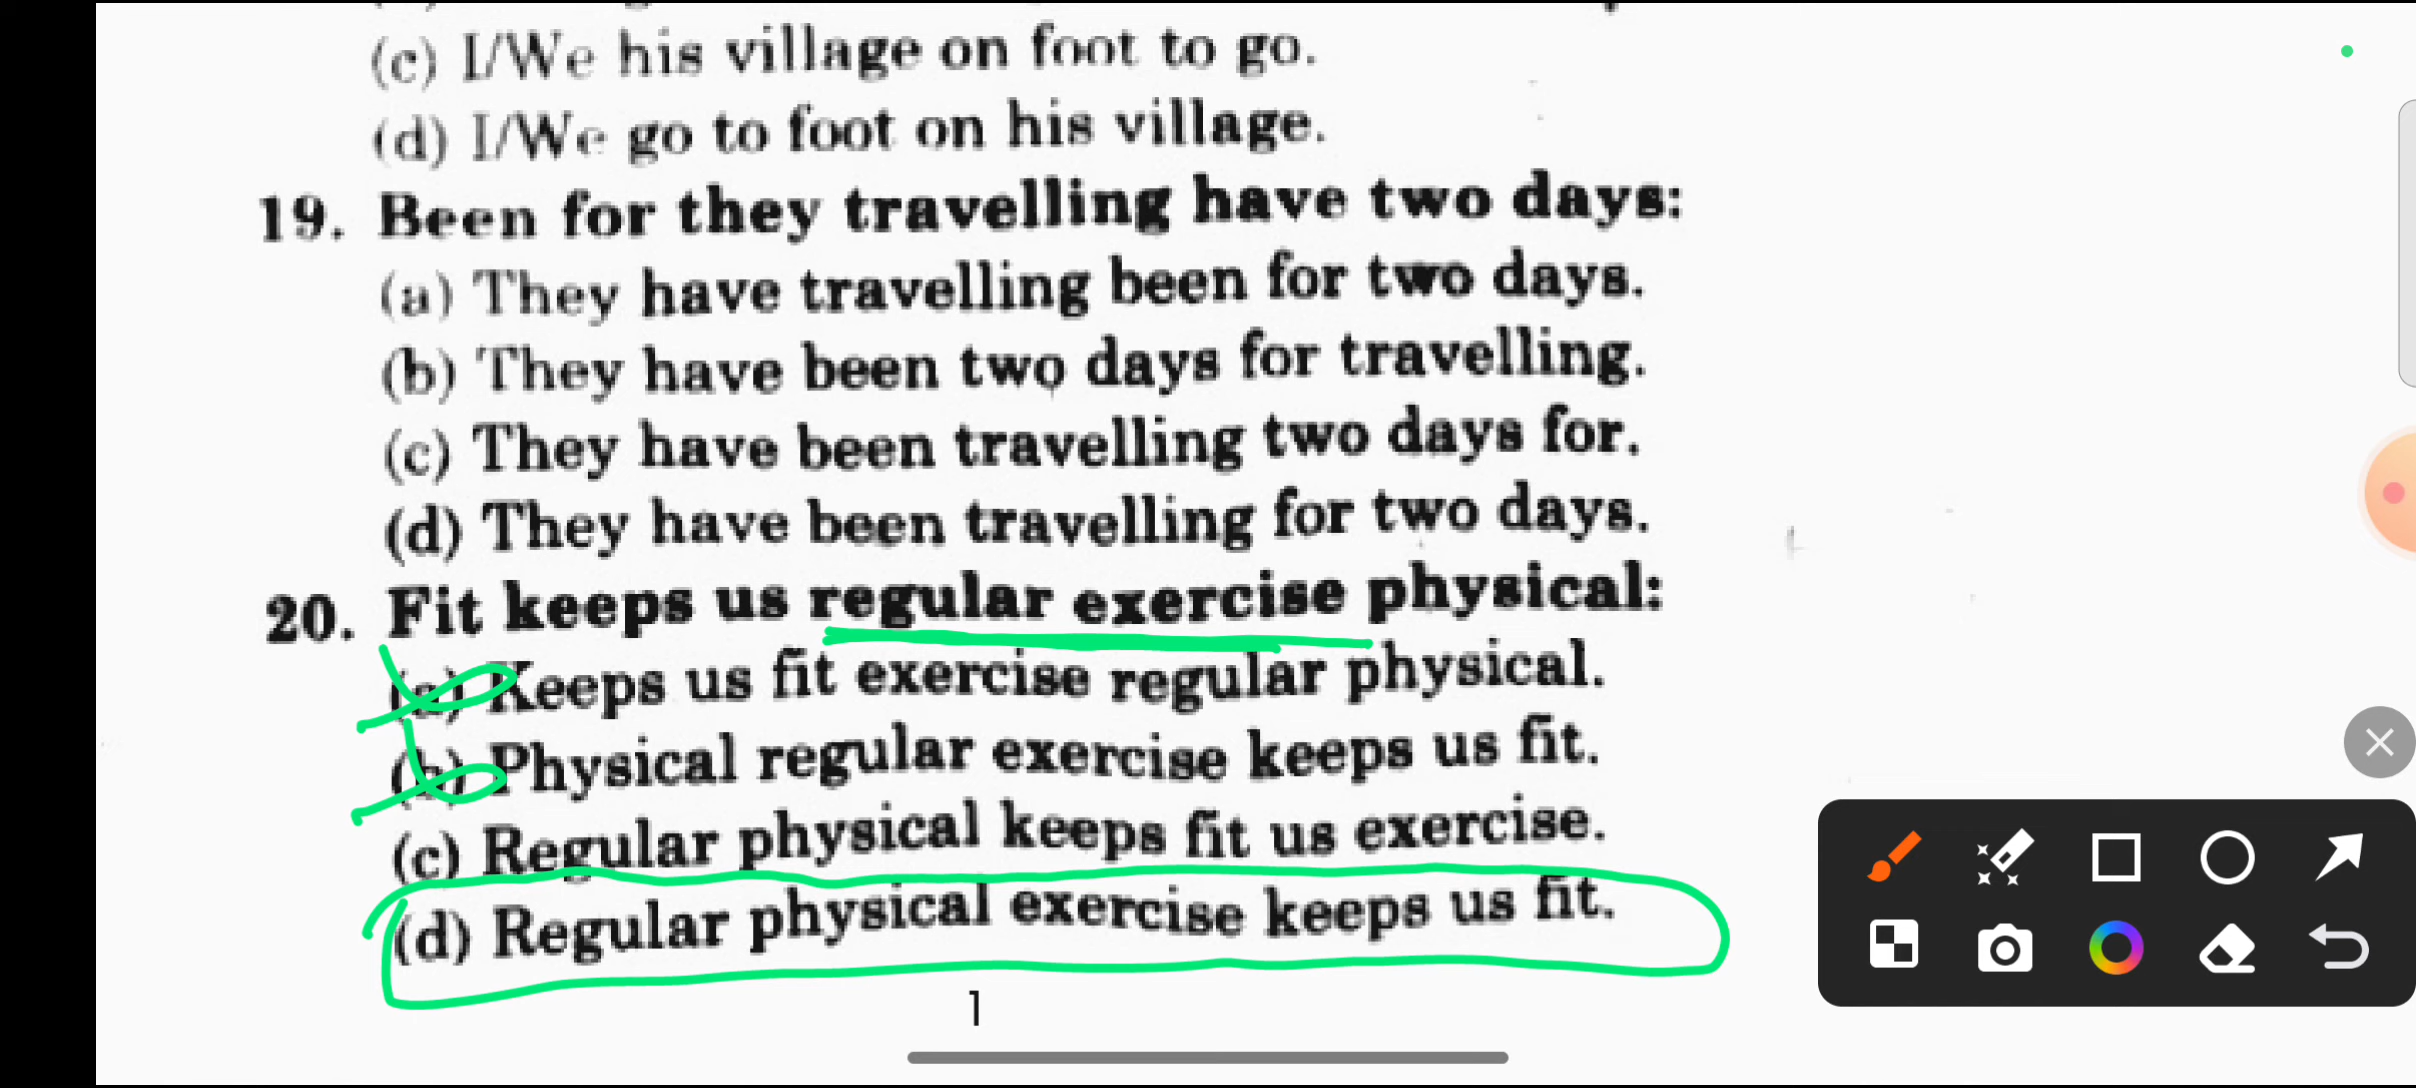 (c) I/We his village on foot to go.
(d) I/We go to foot on his village.
19. Been for they travelling have two days:
(a) They have travelling been for two days.
(b) They have been two days for travelling.
(c) They have been travelling two days for.
(d) They have been travelling for two days.
20. Fit keeps us regular exercise physical:
(a) Keeps us fit exercise regular physical.
(b) Physical regular exercise keeps us fit.
(c) Regular physical keeps fit us exercise.
(d) Regular physical exercise keeps us fit.
1